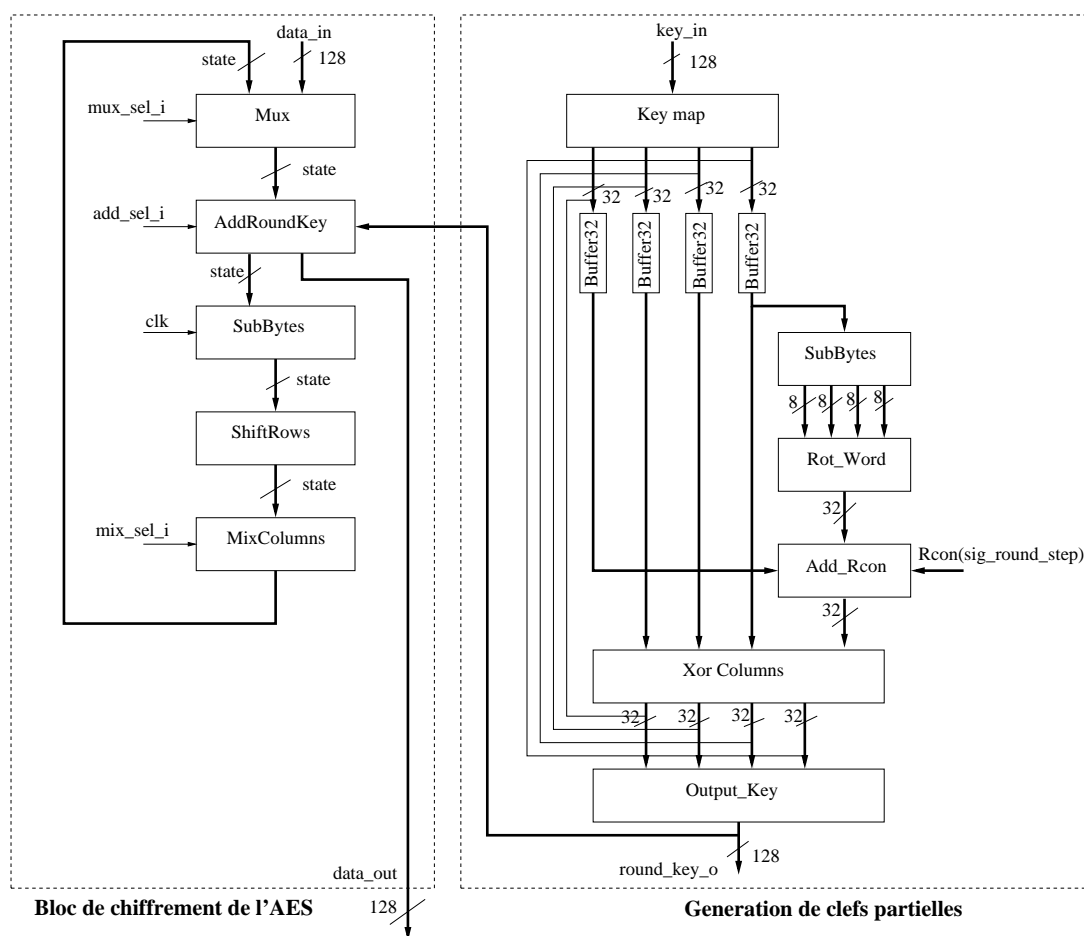 data_in
state
128
mux_sel_i
Mux
state
add_sel_i
AddRoundKey
state
clk
SubBytes
state
ShiftRows
state
mix_sel_i
MixColumns
data_out
128
Bloc de chiffrement de l'AES
key_in
128
Key map
32
32
32
32
Buffer32
Buffer32
Buffer32
Buffer32
SubBytes
8
8
8
8
Rot_Word
32
Rcon(sig_round_step)
Add_Rcon
32
Xor Columns
32
32
32
32
Output_Key
128
round_key_o
Generation de clefs partielles